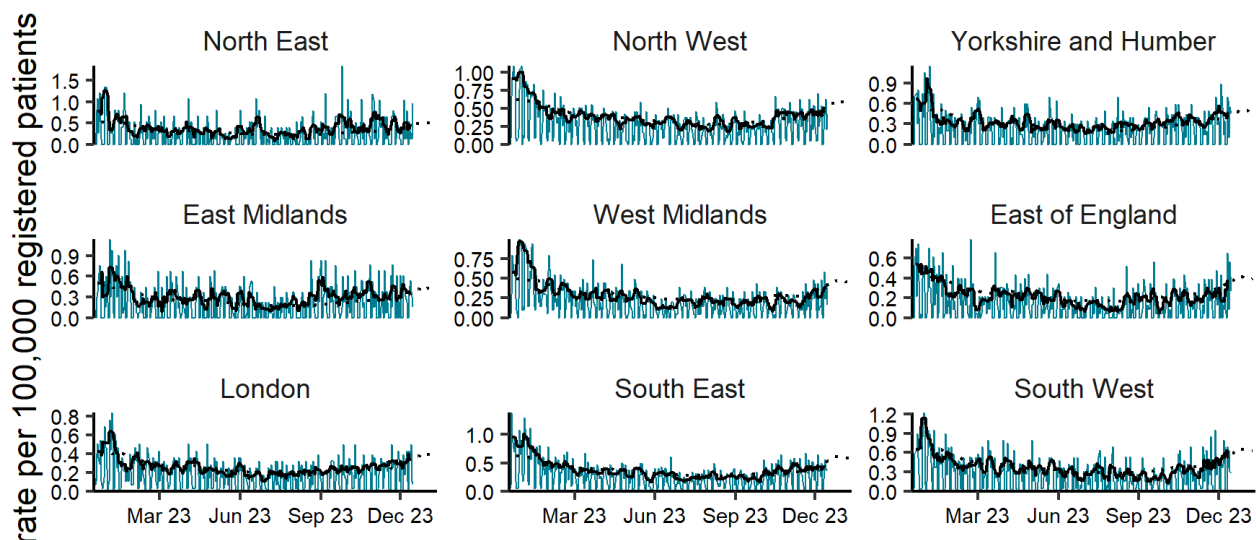 rate per 100,000 registered patients
North East
North West
Yorkshire and Humber
1.5
1.0
0.5
0.0
1.00
0.75
0.50
0.25
0.00
0.9
0.6
0.3
0.0
East Midlands
West Midlands
East of England
0.9
0.6
0.3
0.0
0.75
0.50
0.25
0.00
0.6
0.4
0.2
0.0
London
South East
South West
0.8
0.6
0.4
0.2
0.0
1.0
0.5
0.0
1.2
0.9
0.6
0.3
0.0
Mar 23 Jun 23 Sep 23 Dec 23
Mar 23 Jun 23 Sep 23 Dec 23
Mar 23 Jun 23 Sep 23 Dec 23